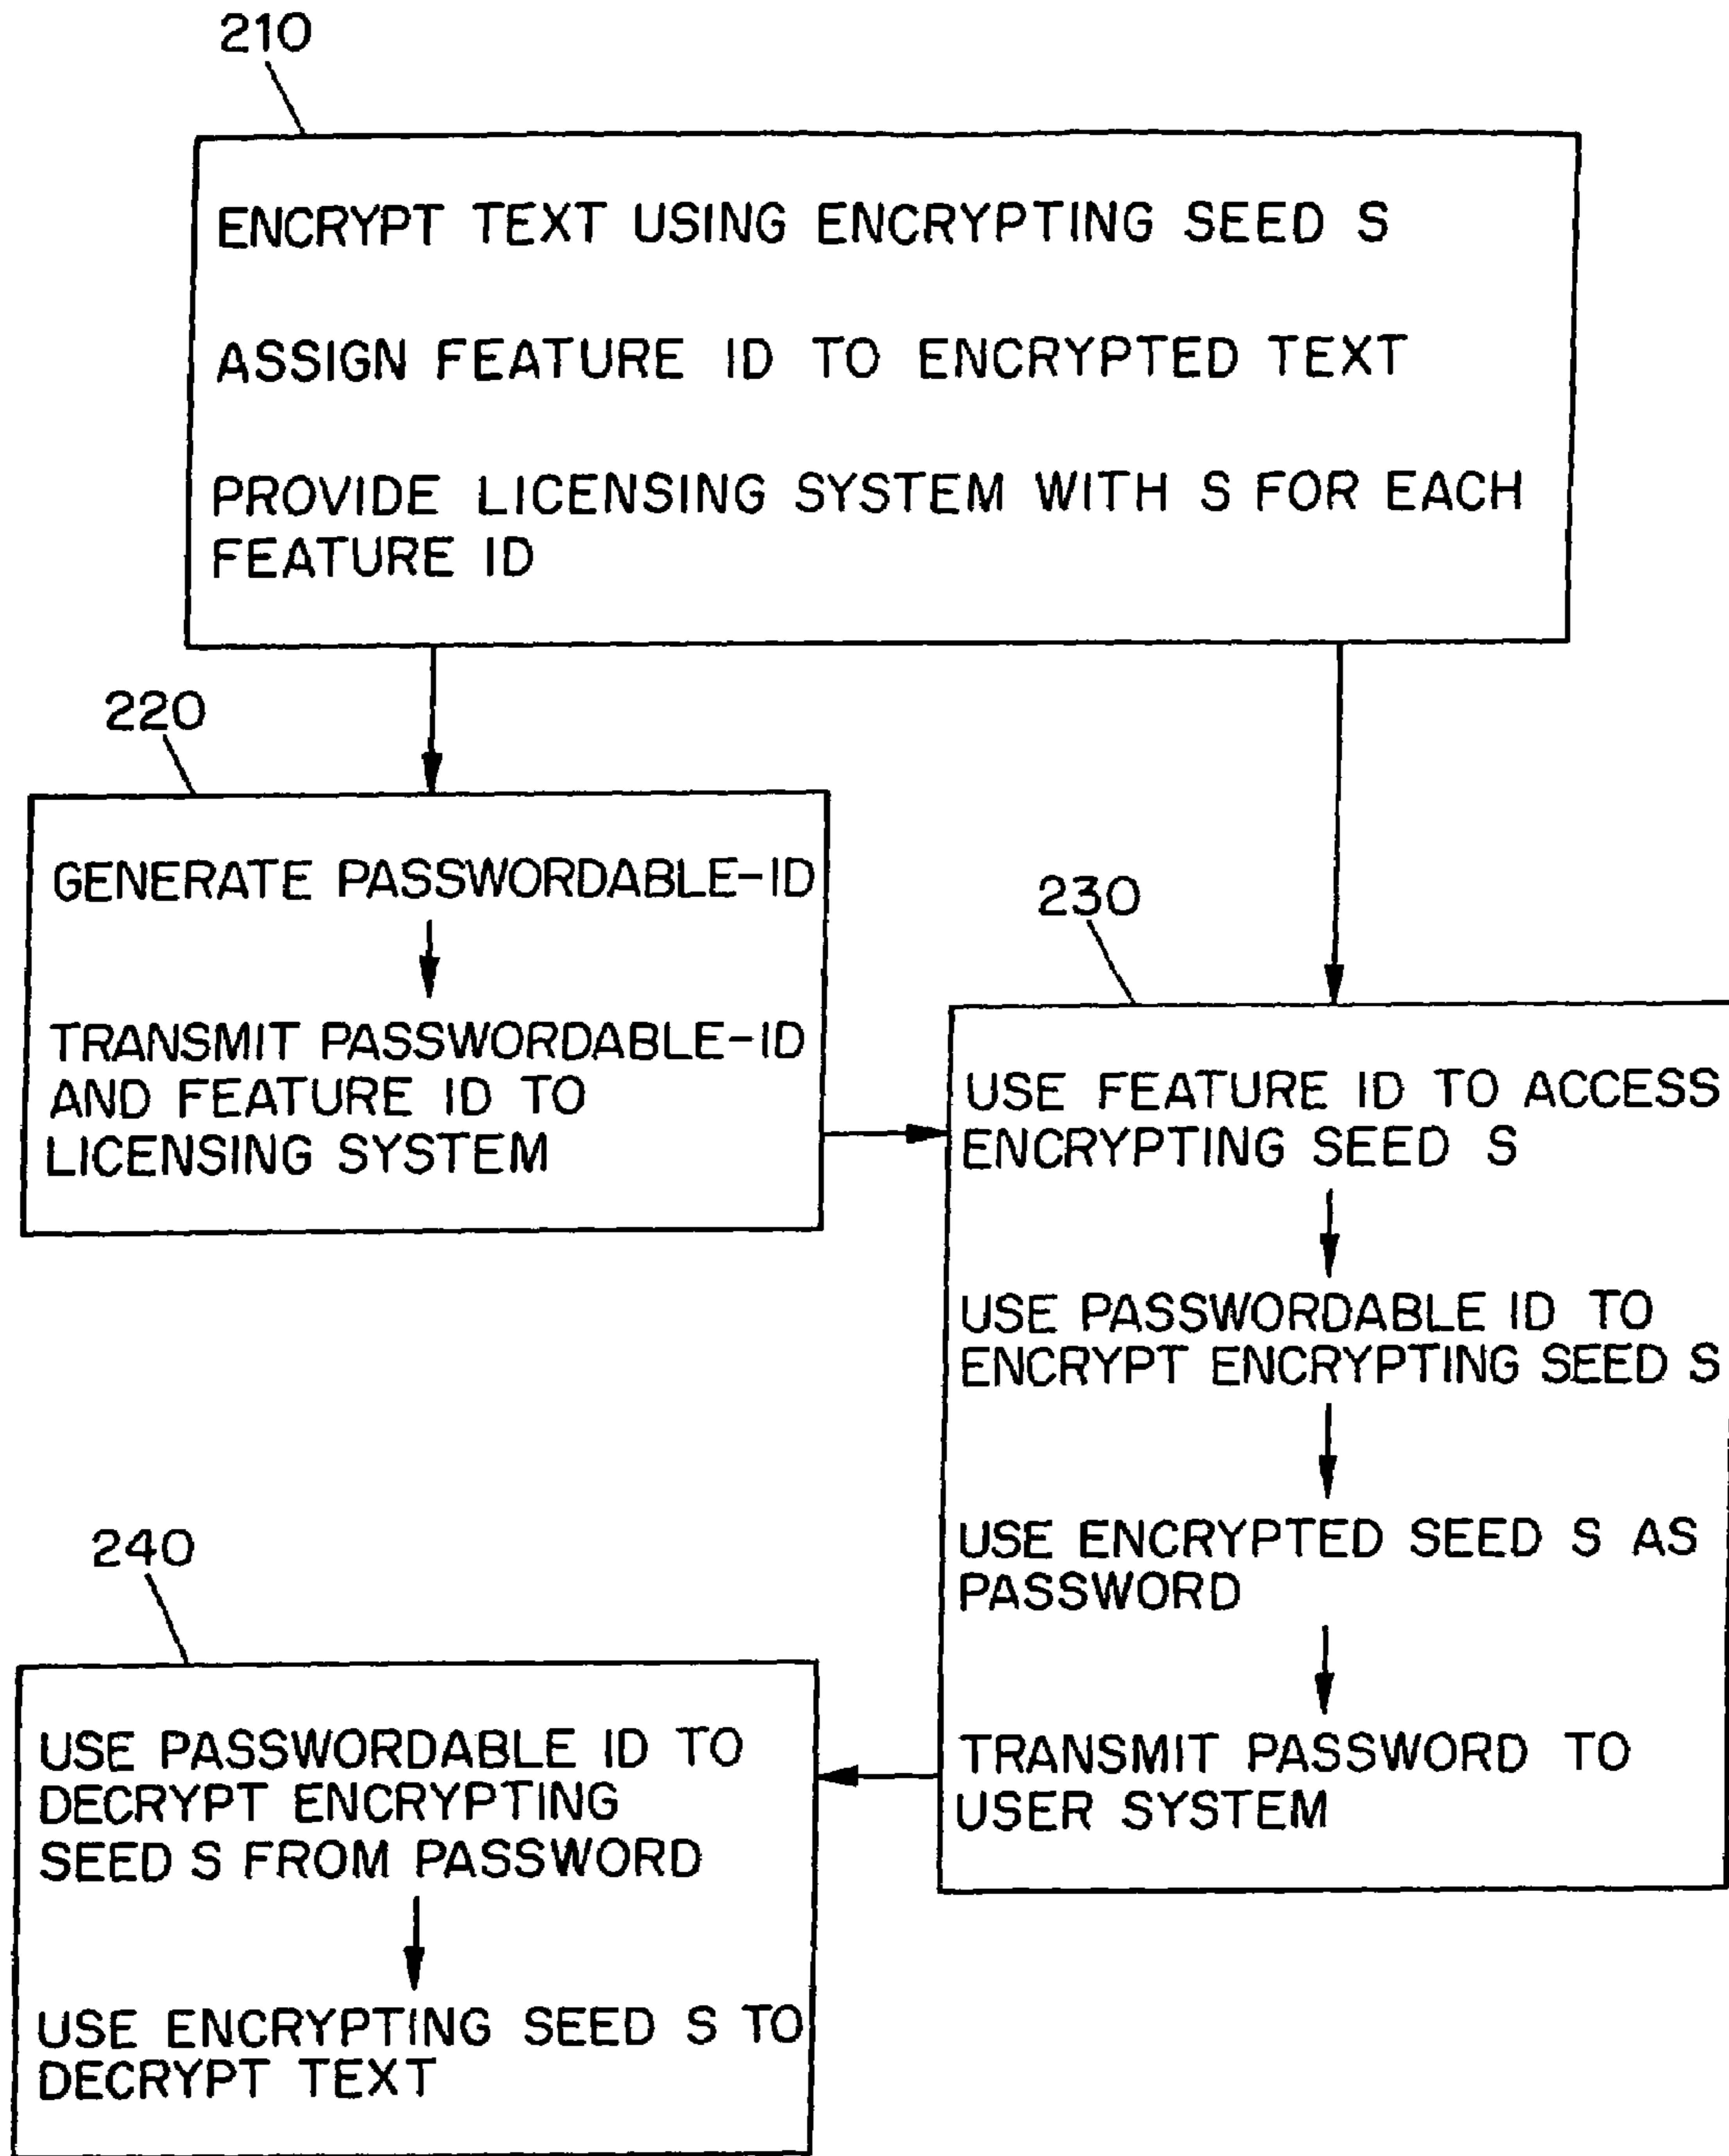 210
ENCRYPT TEXT USING ENCRYPTING SEED S
ASSIGN FEATURE ID TO ENCRYPTED TEXT
PROVIDE LICENSING SYSTEM WITH S FOR EACH
FEATURE ID
220
GENERATE PASSWORDABLE-ID
TRANSMIT PASSWORDABLE-ID
AND FEATURE ID TO
LICENSING SYSTEM
230
USE FEATURE ID TO ACCESS
ENCRYPTING SEED S
USE PASSWORDABLE ID TO
ENCRYPT ENCRYPTING SEED S
USE ENCRYPTED SEED S AS
PASSWORD
TRANSMIT PASSWORD TO
USER SYSTEM
240
USE PASSWORDABLE ID TO
DECRYPT ENCRYPTING
SEED S FROM PASSWORD
USE ENCRYPTING SEED S TO
DECRYPT TEXT